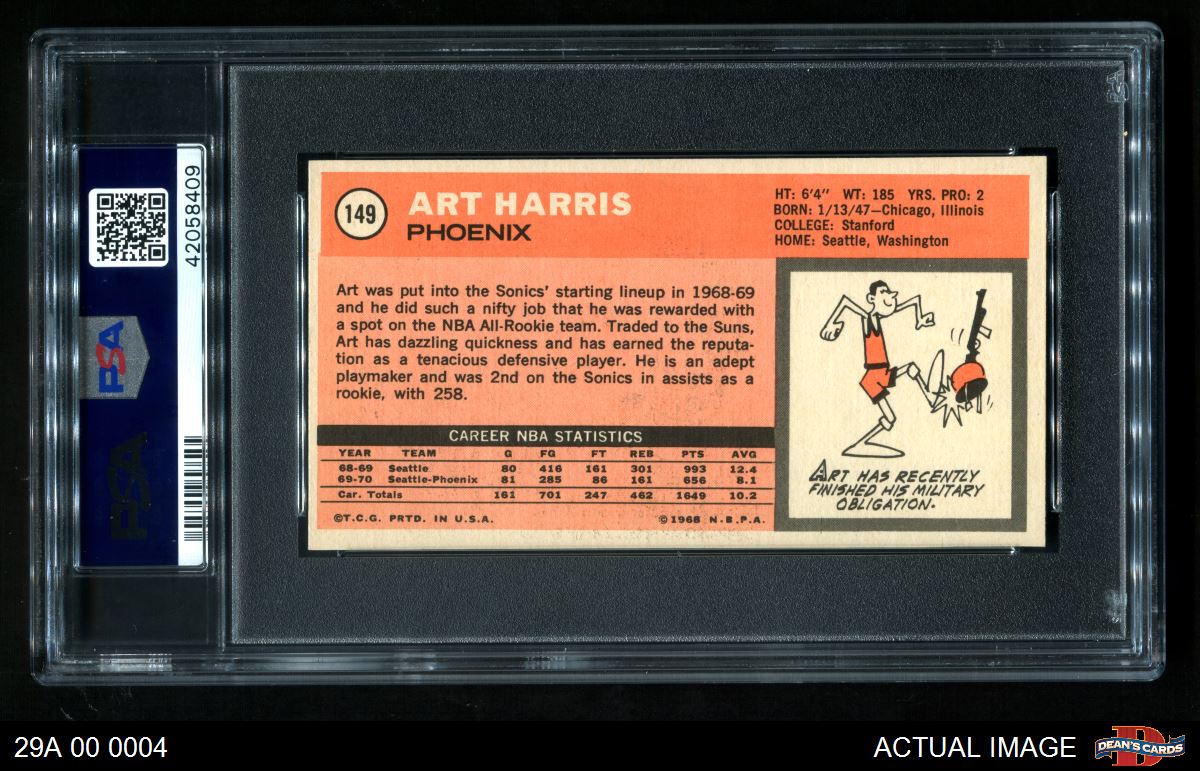 42058409
PSA
PSA
149
ART HARRIS
PHOENIX
HT: 6'4" WT: 185 YRS. PRO: 2
BORN: 1/13/47—Chicago, Illinois
COLLEGE: Stanford
HOME: Seattle, Washington
Art was put into the Sonics' starting lineup in 1968-69
and he did such a nifty job that he was rewarded with
a spot on the NBA All-Rookie team. Traded to the Suns,
Art has dazzling quickness and has earned the reputa-
tion as a tenacious defensive player. He is an adept
playmaker and was 2nd on the Sonics in assists as a
rookie, with 258.
CAREER NBA STATISTICS
YEAR TEAM G FG FT REB PTS AVG
68-69 Seattle 80 416 161 301 993 12.4
69-70 Seattle-Phoenix 81 285 86 161 656 8.1
Car. Totals 161 701 247 462 1649 10.2
©T.C.G. PRTD. IN U.S.A. ©1968 N.B.P.A.
ART HAS RECENTLY
FINISHED HIS MILITARY
OBLIGATION.
29A 00 0004
ACTUAL IMAGE
DEAN'S CARDS